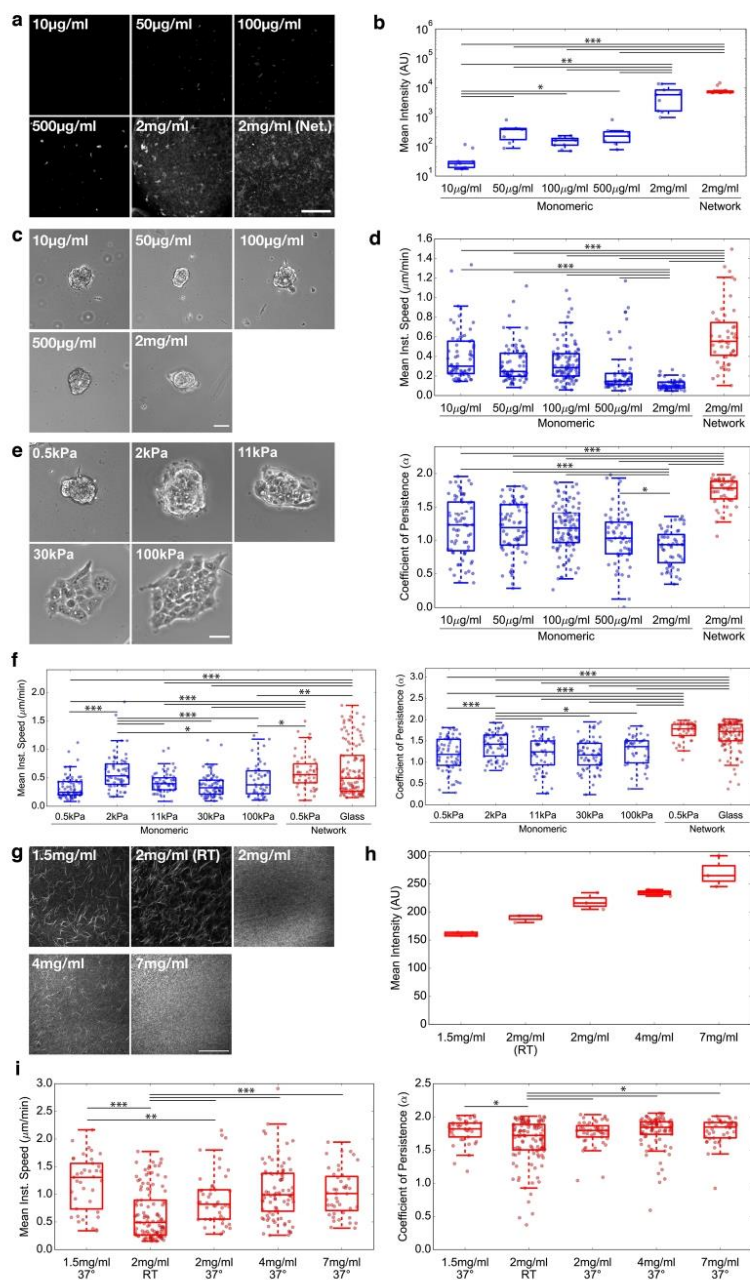 a
10µg/ml 50µg/ml 100µg/ml
500µg/ml 2mg/ml 2mg/ml (Net.)
b
***
**
*
Mean Intensity (AU)
10⁶
10⁵
10⁴
10³
10²
10¹
10µg/ml 50µg/ml 100µg/ml 500µg/ml 2mg/ml 2mg/ml
Monomeric Network
c
10µg/ml 50µg/ml 100µg/ml
500µg/ml 2mg/ml
d
***
***
Mean Inst. Speed (µm/min)
1.6
1.4
1.2
1.0
0.8
0.6
0.4
0.2
0.0
10µg/ml 50µg/ml 100µg/ml 500µg/ml 2mg/ml 2mg/ml
Monomeric Network
***
***
*
Coefficient of Persistence (α)
2.0
1.5
1.0
0.5
0.0
10µg/ml 50µg/ml 100µg/ml 500µg/ml 2mg/ml 2mg/ml
Monomeric Network
e
0.5kPa 2kPa 11kPa
30kPa 100kPa
f
***
*** *** **
***
* *
Mean Inst. Speed (µm/min)
2.0
1.5
1.0
0.5
0.0
0.5kPa 2kPa 11kPa 30kPa 100kPa 0.5kPa Glass
Monomeric Network
***
***
*** *
Coefficient of Persistence (α)
2.5
2.0
1.5
1.0
0.5
0.0
0.5kPa 2kPa 11kPa 30kPa 100kPa 0.5kPa Glass
Monomeric Network
g
1.5mg/ml 2mg/ml (RT) 2mg/ml
4mg/ml 7mg/ml
h
Mean Intensity (AU)
300
250
200
150
100
50
0
1.5mg/ml 2mg/ml 2mg/ml 4mg/ml 7mg/ml
(RT)
i
*** ***
**
Mean Inst. Speed (µm/min)
3.0
2.5
2.0
1.5
1.0
0.5
0.0
1.5mg/ml 2mg/ml 2mg/ml 4mg/ml 7mg/ml
37° RT 37° 37° 37°
* *
Coefficient of Persistence (α)
2.5
2.0
1.5
1.0
0.5
0.0
1.5mg/ml 2mg/ml 2mg/ml 4mg/ml 7mg/ml
37° RT 37° 37° 37°